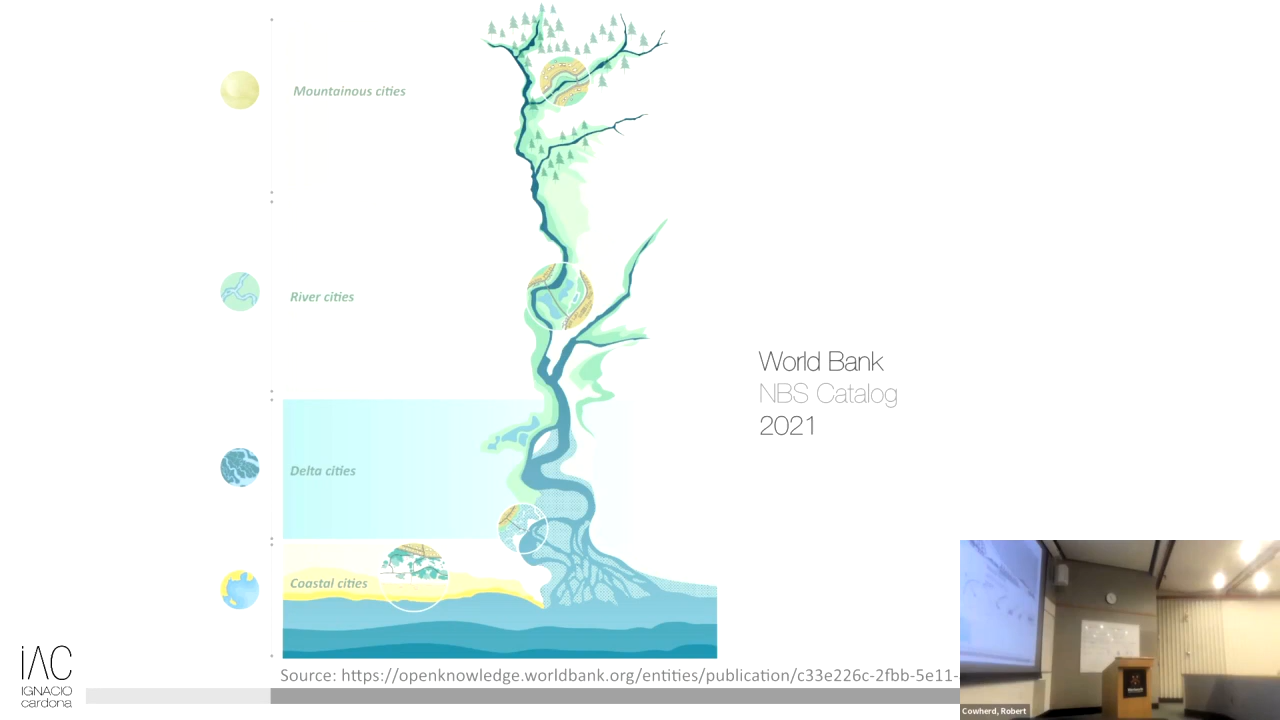 Mountainous cities
River cities
World Bank
NBS Catalog
2021
Delta cities
Coastal cities
Source: https://openknowledge.worldbank.org/entities/publication/c33e226c-2fbb-5e11-
iAC
IGNACIO
cardona
Cowherd, Robert